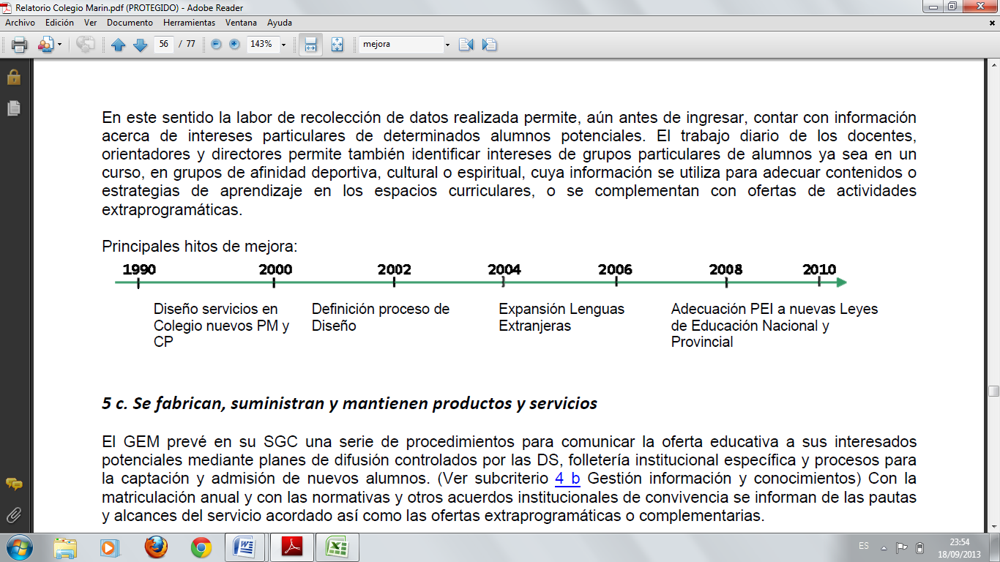 Relatorio Colegio Marin.pdf (PROTEGIDO) - Adobe Reader
Archivo Edición Ver Documento Herramientas Ventana Ayuda
56 / 77 143% mejora
En este sentido la labor de recolección de datos realizada permite, aún antes de ingresar, contar con información
acerca de intereses particulares de determinados alumnos potenciales. El trabajo diario de los docentes,
orientadores y directores permite también identificar intereses de grupos particulares de alumnos ya sea en un
curso, en grupos de afinidad deportiva, cultural o espiritual, cuya información se utiliza para adecuar contenidos o
estrategias de aprendizaje en los espacios curriculares, o se complementan con ofertas de actividades
extraprogramáticas.
Principales hitos de mejora:
1990 2000 2002 2004 2006 2008 2010
Diseño servicios en
Colegio nuevos PM y
CP
Definición proceso de
Diseño
Expansión Lenguas
Extranjeras
Adecuación PEI a nuevas Leyes
de Educación Nacional y
Provincial
5 c. Se fabrican, suministran y mantienen productos y servicios
El GEM prevé en su SGC una serie de procedimientos para comunicar la oferta educativa a sus interesados
potenciales mediante planes de difusión controlados por las DS, folletería institucional específica y procesos para
la captación y admisión de nuevos alumnos. (Ver subcriterio 4 b Gestión información y conocimientos) Con la
matriculación anual y con las normativas y otros acuerdos institucionales de convivencia se informan de las pautas
y alcances del servicio acordado así como las ofertas extraprogramáticas o complementarias.
ES
23:54
18/09/2013